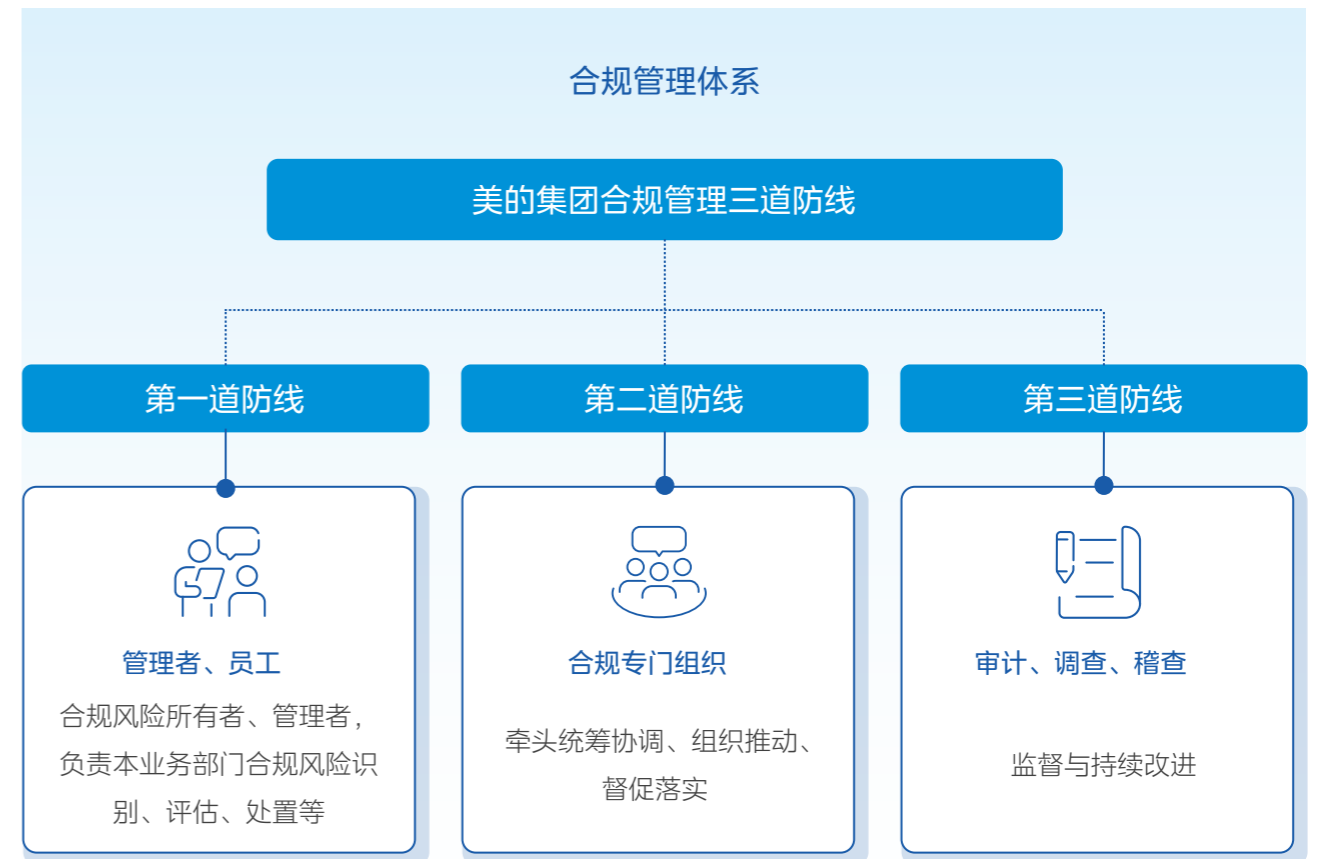 合规管理体系
美的集团合规管理三道防线
第一道防线
第二道防线
第三道防线
管理者、员工
合规风险所有者、管理者，
负责本业务部门合规风险识
别、评估、处置等
合规专门组织
牵头统筹协调、组织推动、
督促落实
审计、调查、稽查
监督与持续改进